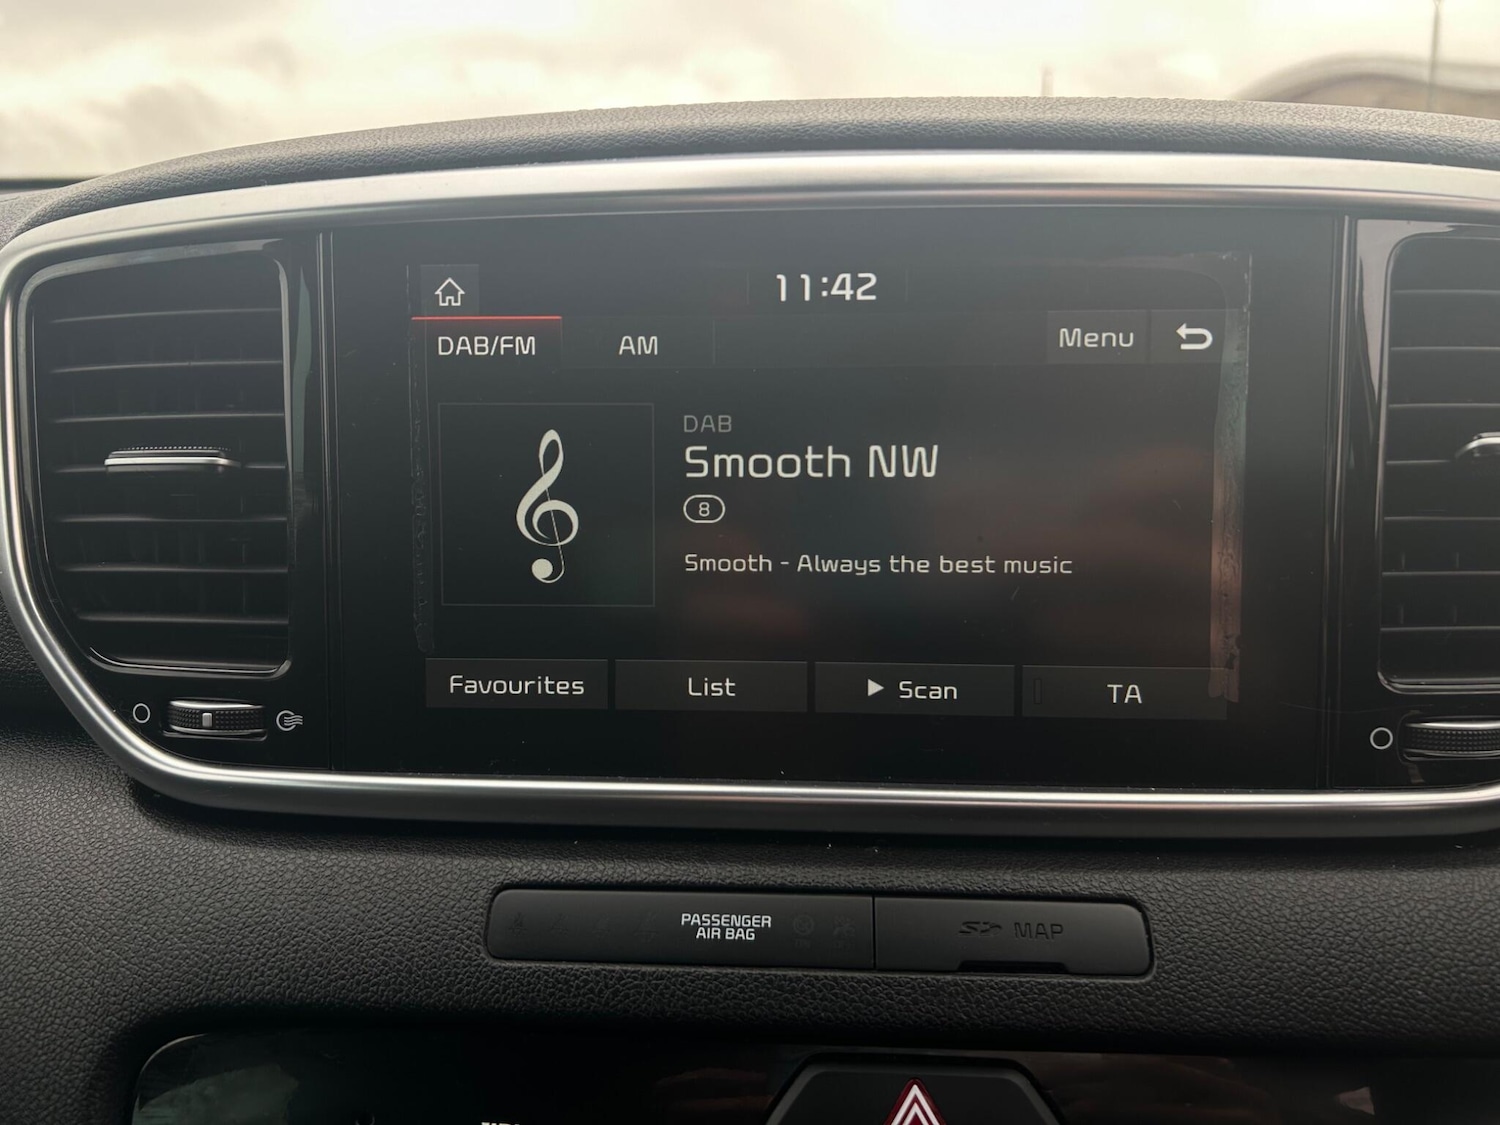 11:42
DAB/FM AM Menu
DAB
Smooth NW
8
Smooth - Always the best music
Favourites List Scan TA
PASSENGER
AIR BAG
SD MAP